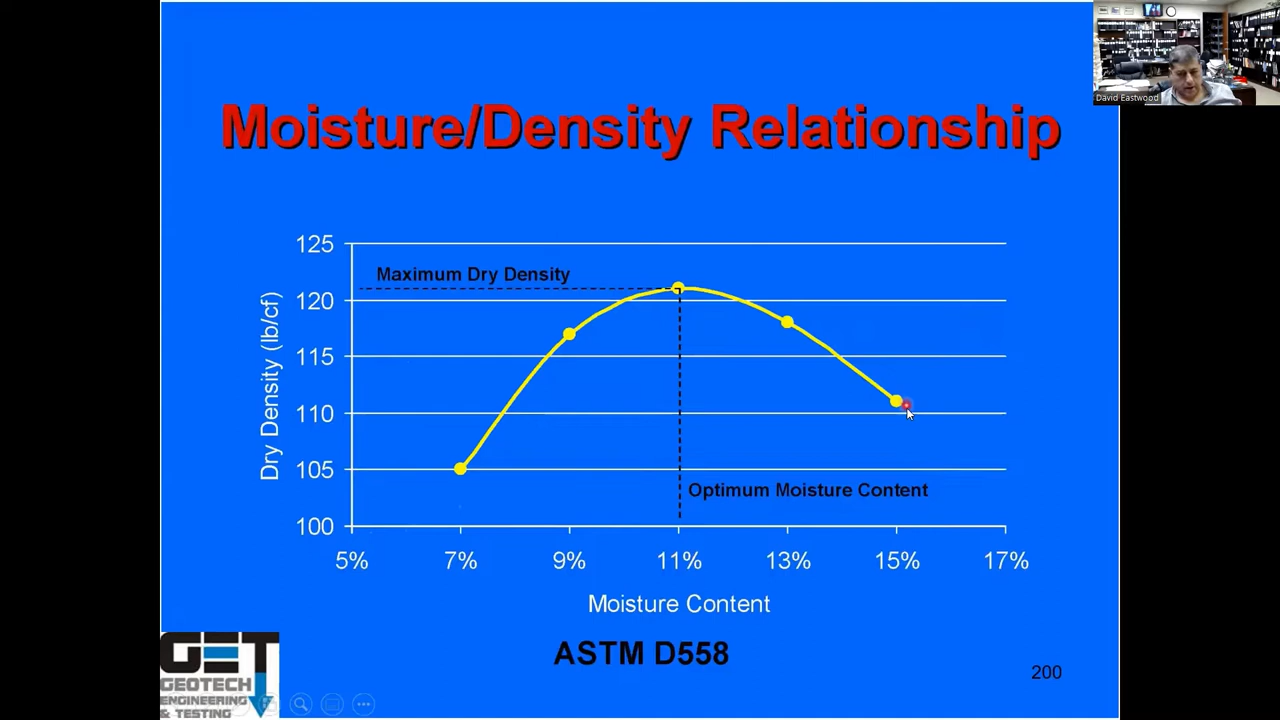 David Eastwood
Moisture/Density Relationship
125
Maximum Dry Density
120
115
110
105
100
Dry Density (lb/cf)
Optimum Moisture Content
5% 7% 9% 11% 13% 15% 17%
Moisture Content
ASTM D558
GET
GEOTECH
ENGINEERING
& TESTING
200